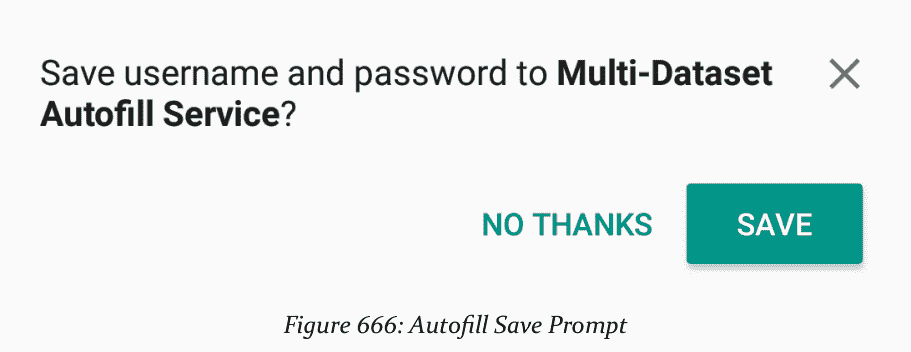 Save username and password to Multi-Dataset
Autofill Service?
NO THANKS
SAVE
Figure 666: Autofill Save Prompt